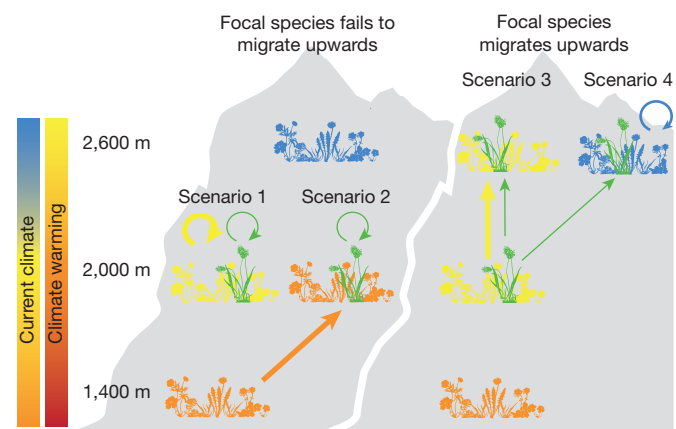 Focal species fails to
migrate upwards
Focal species
migrates upwards
Scenario 3
Scenario 4
2,600 m
Scenario 1
Scenario 2
2,000 m
1,400 m
Current climate
Climate warming